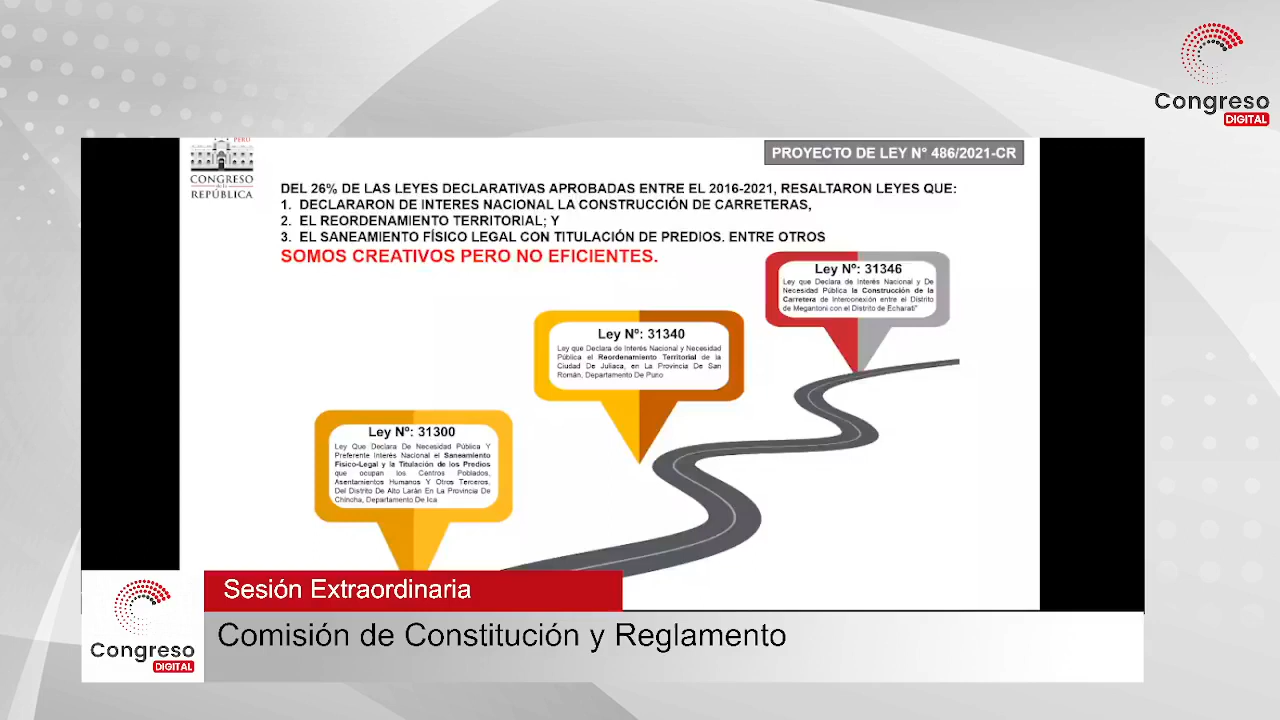 Congreso
DIGITAL
PERÚ
CONGRESO
de la
REPÚBLICA
PROYECTO DE LEY N° 486/2021-CR
DEL 26% DE LAS LEYES DECLARATIVAS APROBADAS ENTRE EL 2016-2021, RESALTARON LEYES QUE:
1. DECLARARON DE INTERES NACIONAL LA CONSTRUCCIÓN DE CARRETERAS,
2. EL REORDENAMIENTO TERRITORIAL; Y
3. EL SANEAMIENTO FÍSICO LEGAL CON TITULACIÓN DE PREDIOS. ENTRE OTROS
SOMOS CREATIVOS PERO NO EFICIENTES.
Ley Nº: 31346
Ley que Declara de Interés Nacional y De
Necesidad Pública la Construcción de la
Carretera de Interconexión entre el Distrito
de Megantoni con el Distrito de Echarati"
Ley Nº: 31340
Ley que Declara de Interés Nacional y Necesidad
Pública el Reordenamiento Territorial de la
Ciudad De Juliaca, en La Provincia De San
Román, Departamento De Puno
Ley Nº: 31300
Ley Que Declara De Necesidad Pública Y
Preferente Interés Nacional el Saneamiento
Físico-Legal y la Titulación de los Predios
que ocupan los Centros Poblados,
Asentamientos Humanos Y Otros Terceros,
Del Distrito De Alto Larán En La Provincia De
Chincha, Departamento De Ica
Sesión Extraordinaria
Comisión de Constitución y Reglamento
Congreso
DIGITAL